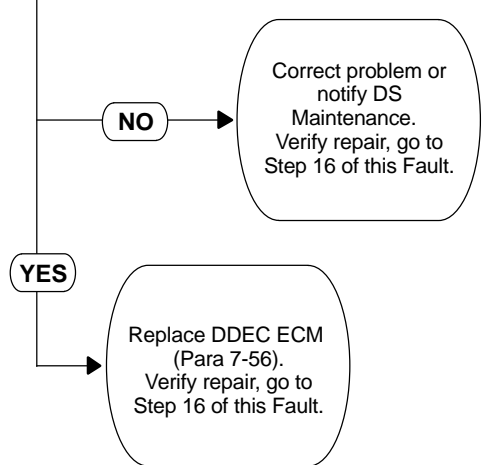 Correct problem or
notify DS
Maintenance.
Verify repair, go to
Step 16 of this Fault.
NO
YES
Replace DDEC ECM
(Para 7-56).
Verify repair, go to
Step 16 of this Fault.